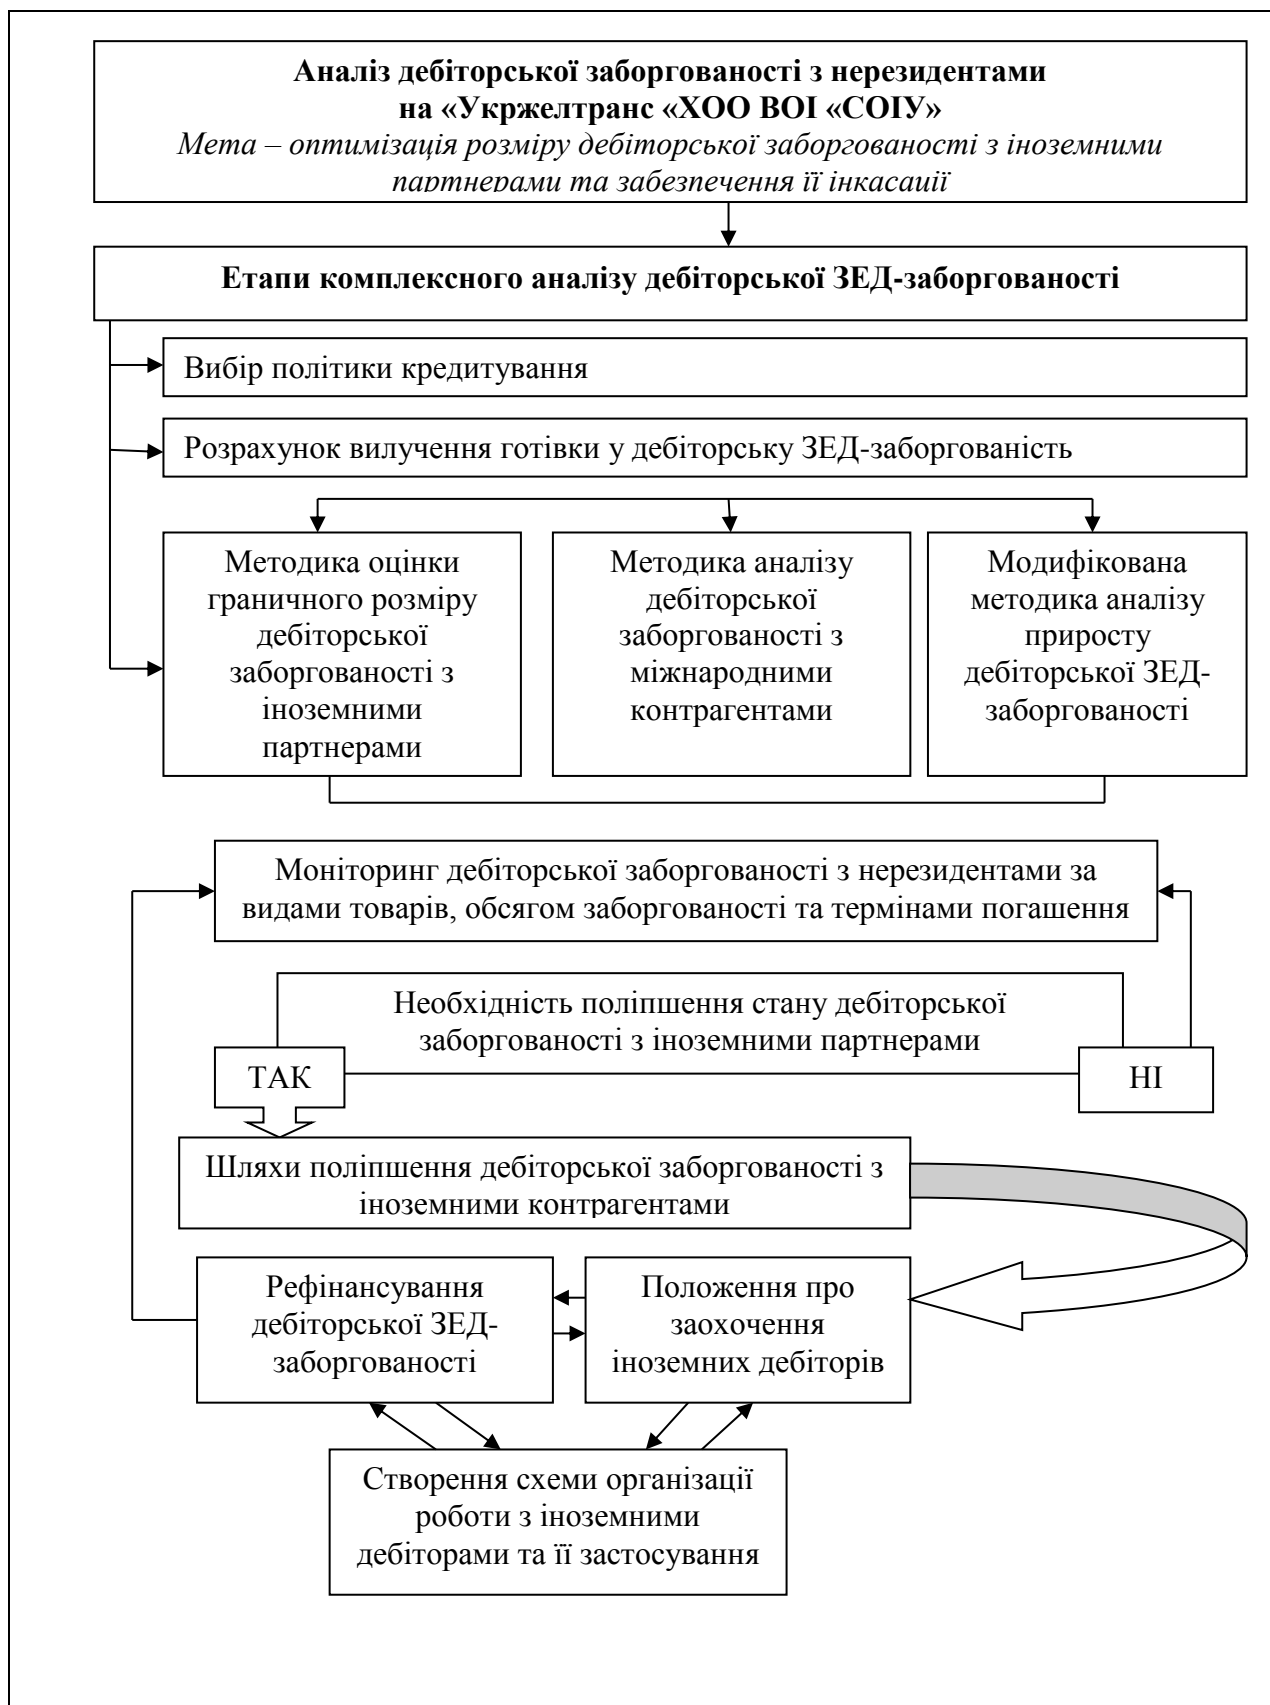 Аналіз дебіторської заборгованості з нерезидентами
на «Укржелтранс «ХОО ВОІ «СОІУ»
Мета – оптимізація розміру дебіторської заборгованості з іноземними
партнерами та забезпечення її інкасації
Етапи комплексного аналізу дебіторської ЗЕД-заборгованості
Вибір політики кредитування
Розрахунок вилучення готівки у дебіторську ЗЕД-заборгованість
Методика оцінки
граничного розміру
дебіторської
заборгованості з
іноземними
партнерами
Методика аналізу
дебіторської
заборгованості з
міжнародними
контрагентами
Модифікована
методика аналізу
приросту
дебіторської ЗЕД-
заборгованості
Моніторинг дебіторської заборгованості з нерезидентами за
видами товарів, обсягом заборгованості та термінами погашення
Необхідність поліпшення стану дебіторської
заборгованості з іноземними партнерами
ТАК
НІ
Шляхи поліпшення дебіторської заборгованості з
іноземними контрагентами
Рефінансування
дебіторської ЗЕД-
заборгованості
Положення про
заохочення
іноземних дебіторів
Створення схеми організації
роботи з іноземними
дебіторами та її застосування